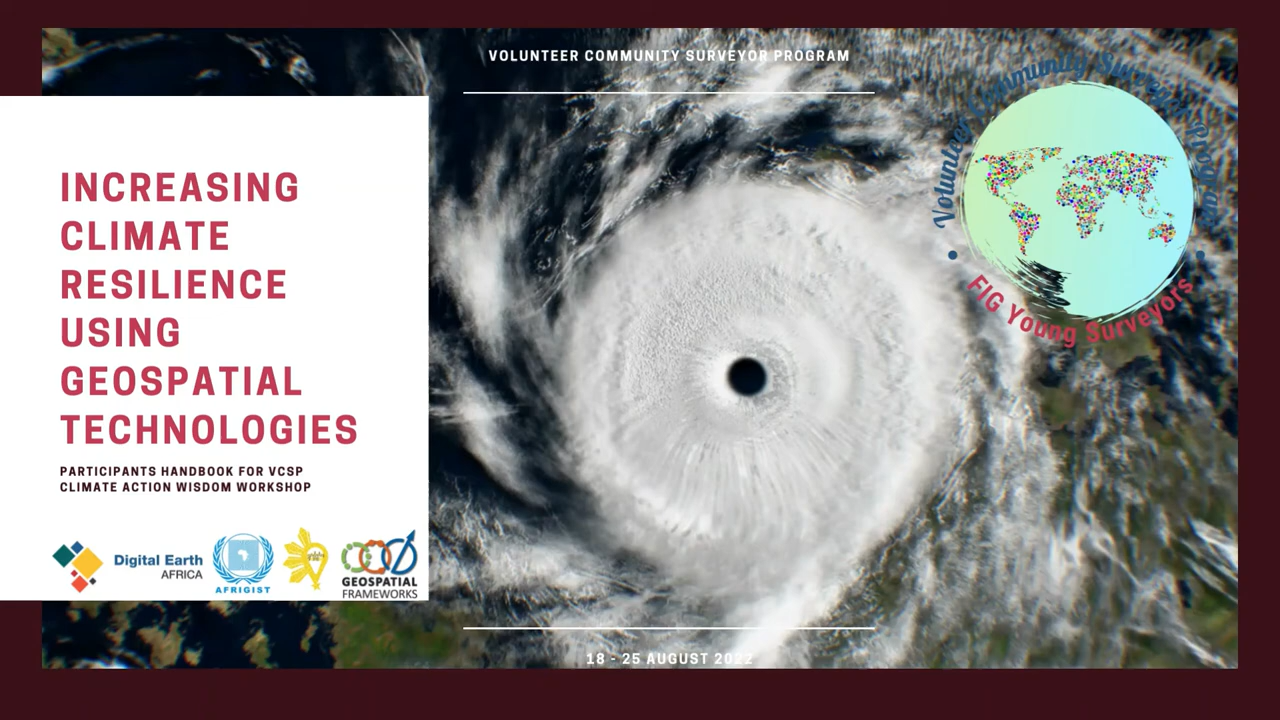 VOLUNTEER COMMUNITY SURVEYOR PROGRAM
INCREASING
CLIMATE
RESILIENCE
USING
GEOSPATIAL
TECHNOLOGIES
PARTICIPANTS HANDBOOK FOR VCSP
CLIMATE ACTION WISDOM WORKSHOP
Digital Earth
AFRICA
AFRIGIST
GEOSPATIAL
FRAMEWORKS
Volunteer Community Surveyor Program
FIG Young Surveyors
18 - 25 AUGUST 2022